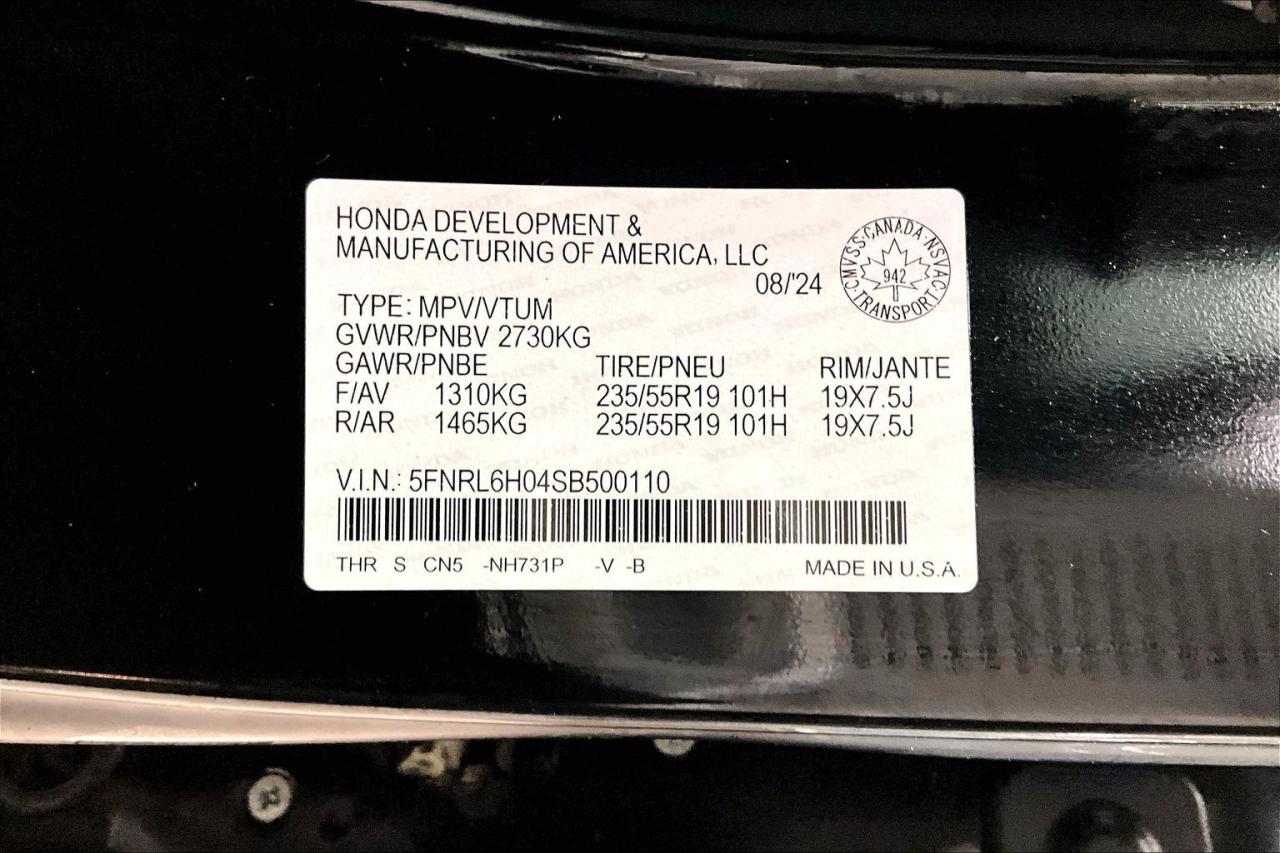 HONDA DEVELOPMENT &
MANUFACTURING OF AMERICA, LLC
08/'24
CMVSS·CANADA·NSVAC
942
TRANSPORT
TYPE: MPV/VTUM
GVWR/PNBV 2730KG
GAWR/PNBE TIRE/PNEU RIM/JANTE
F/AV 1310KG 235/55R19 101H 19X7.5J
R/AR 1465KG 235/55R19 101H 19X7.5J
V.I.N.: 5FNRL6H04SB500110
THR S CN5 -NH731P -V -B MADE IN U.S.A.